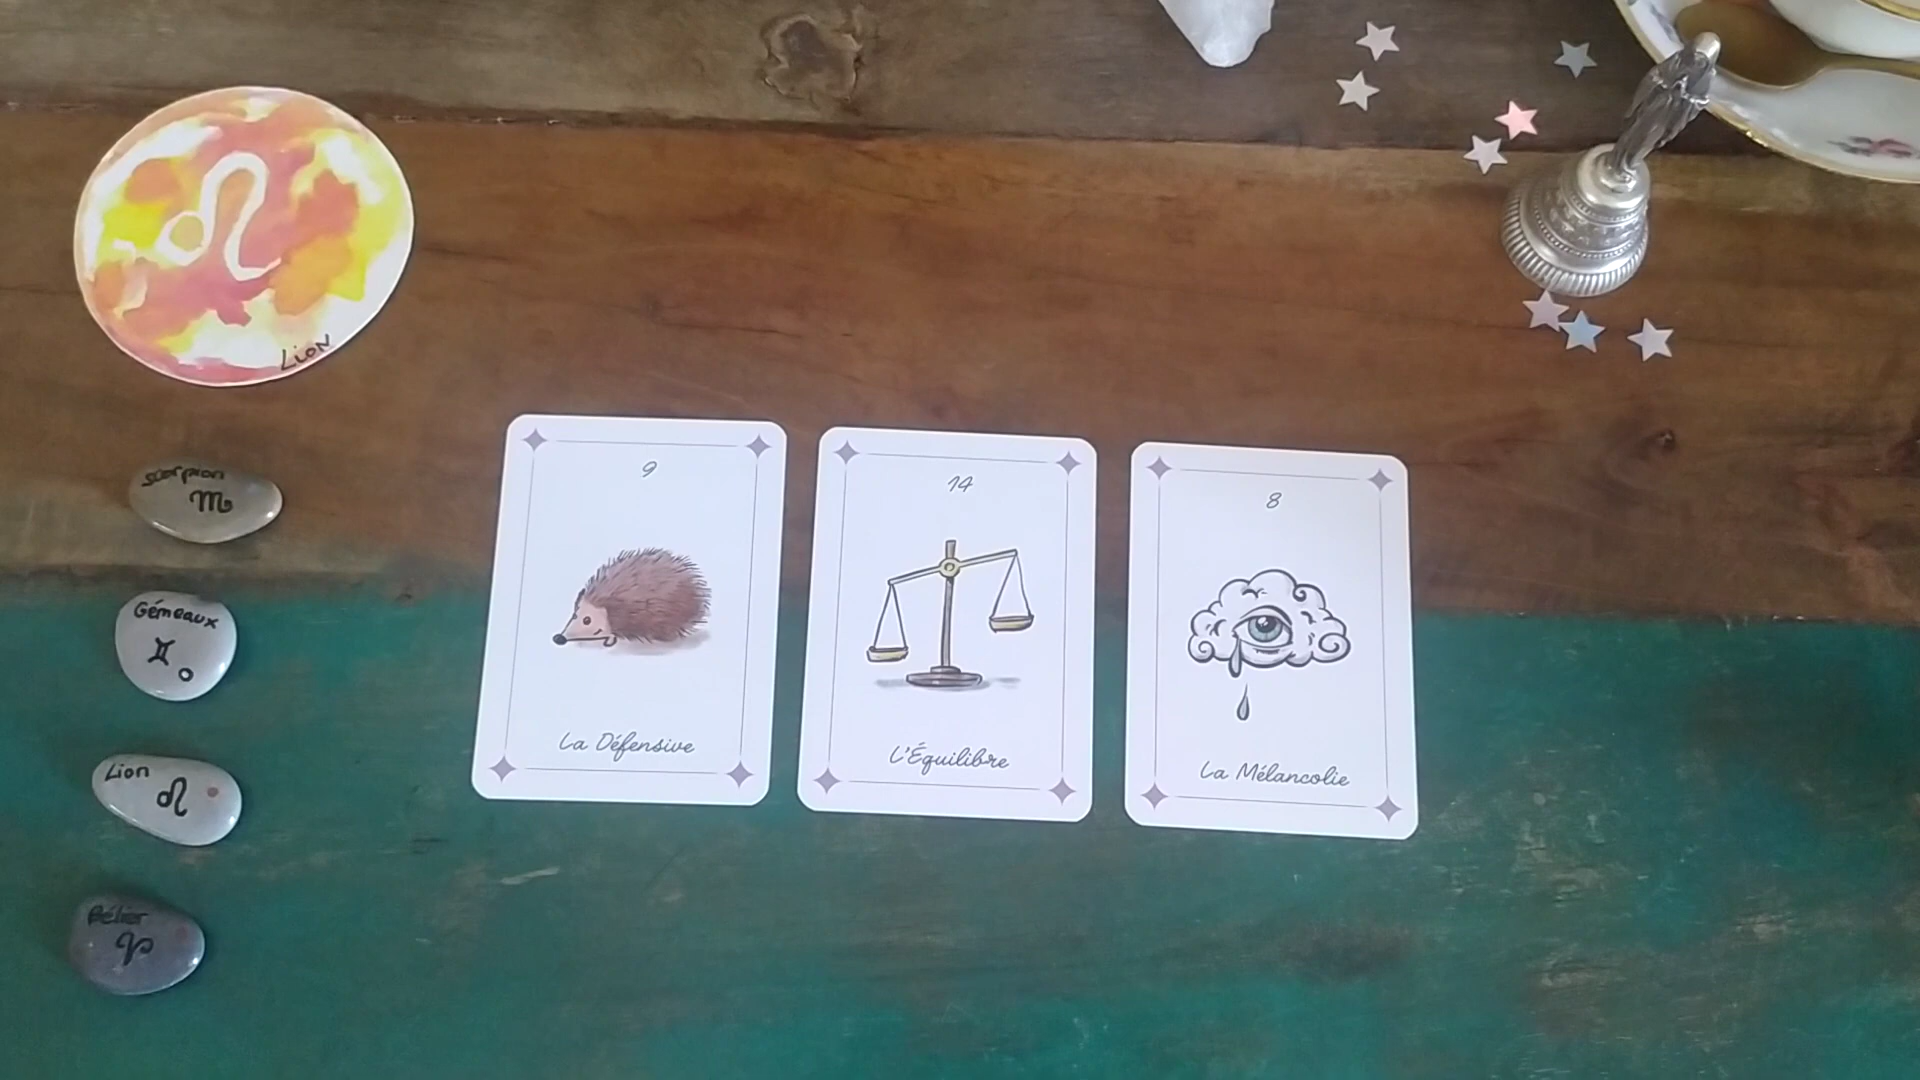 Lion
Scorpion
Gémeaux
Lion
Bélier
9
La Défensive
14
L'Équilibre
8
La Mélancolie